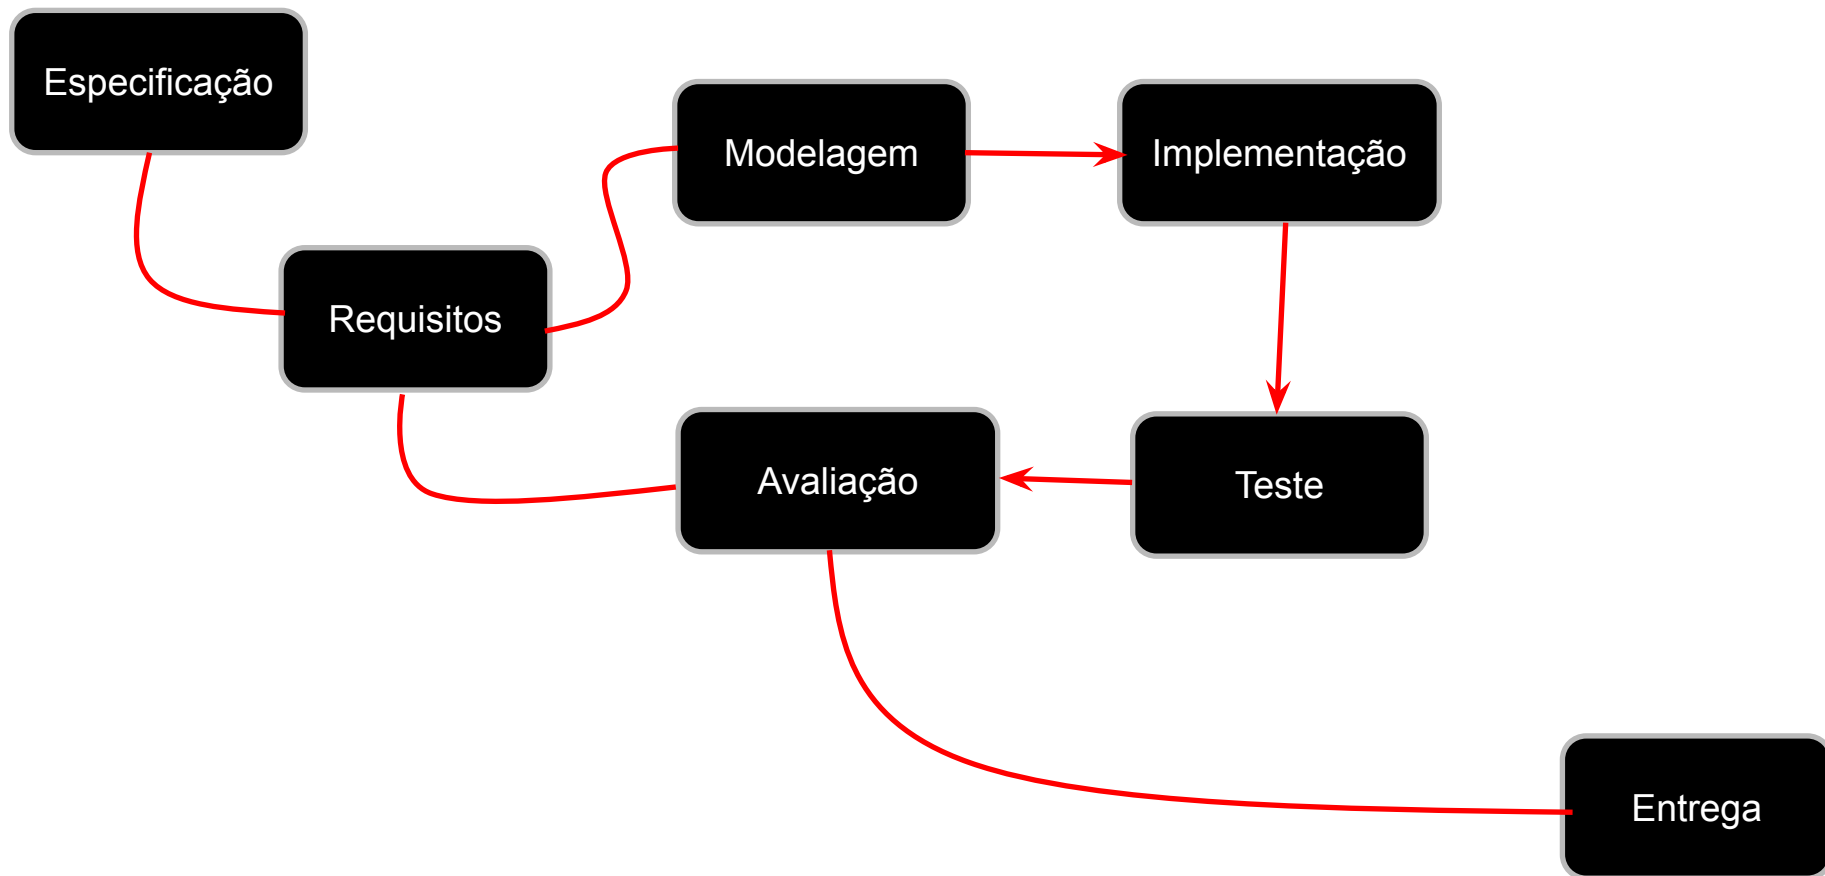 Especificação
Modelagem
Implementação
Requisitos
Avaliação
Teste
Entrega